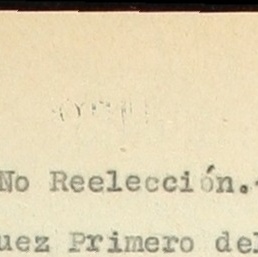 No Reelección.-
uez Primero del